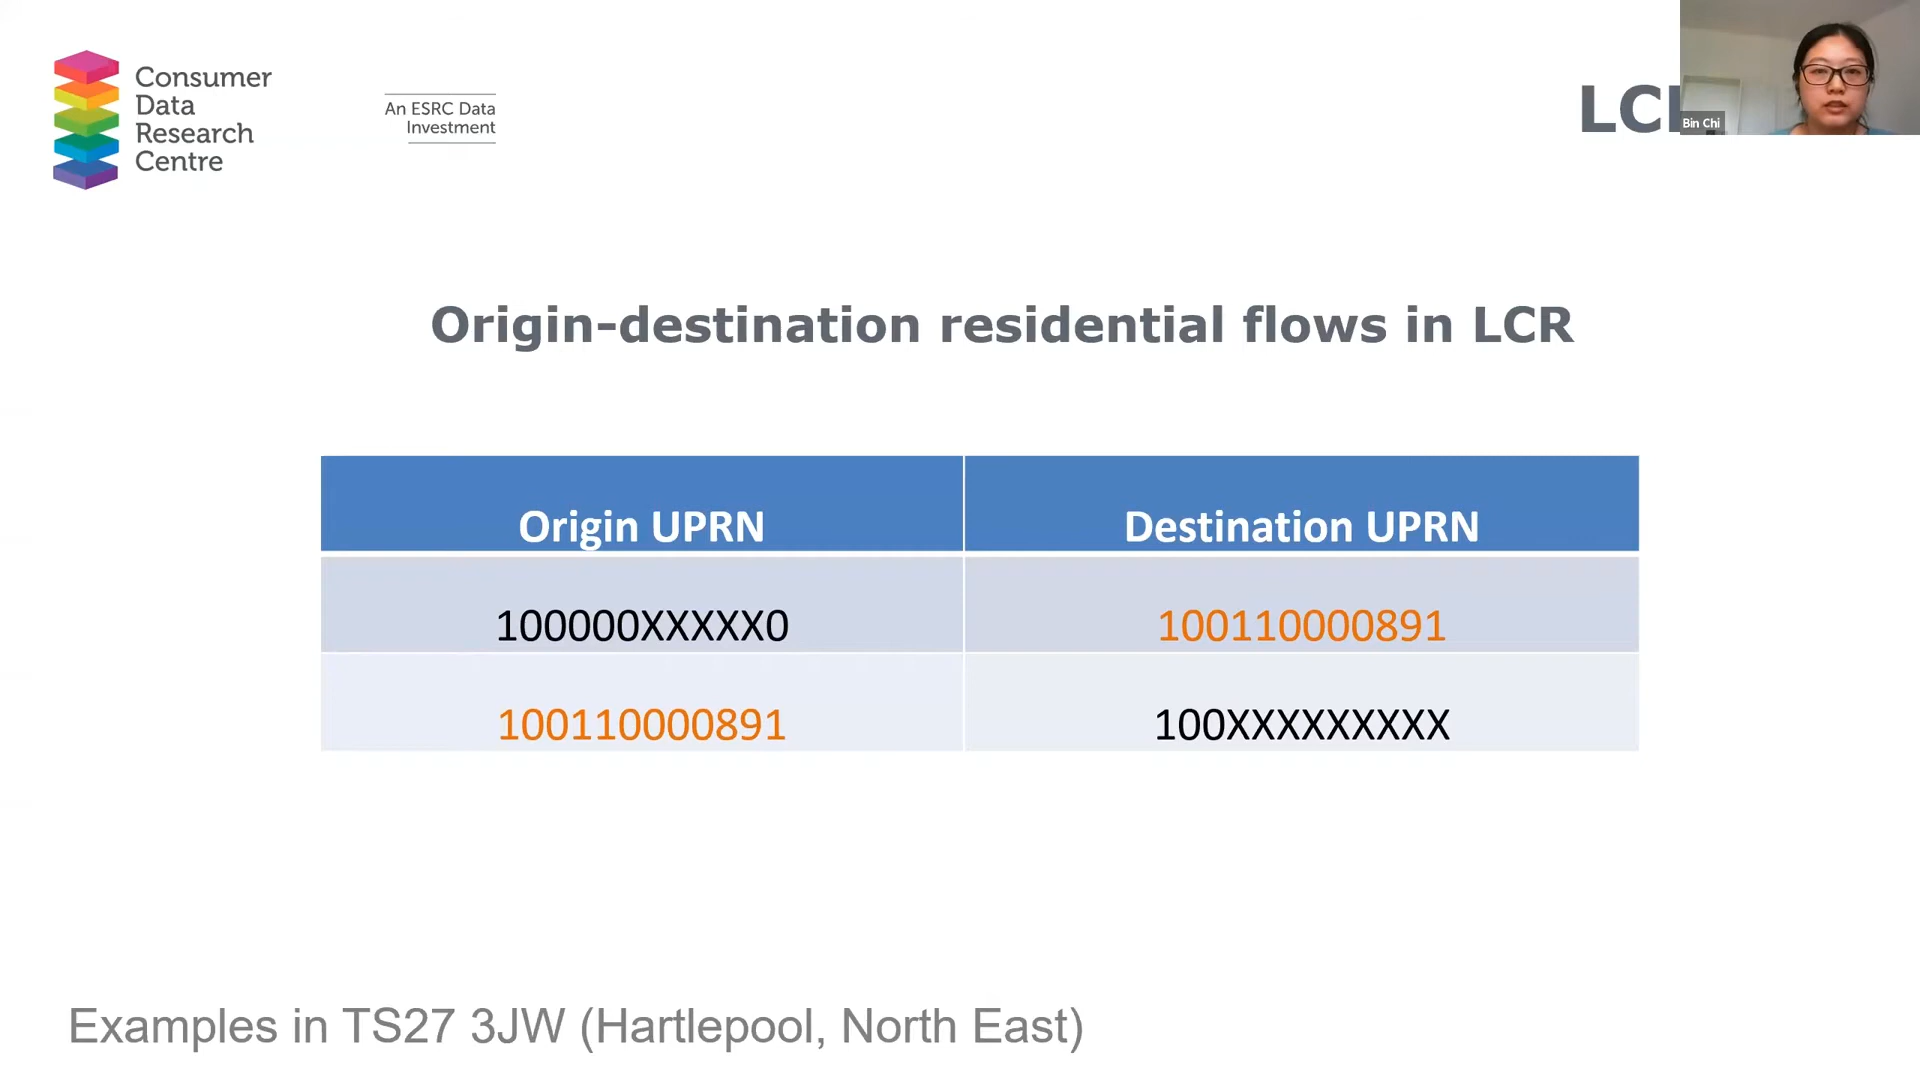 Consumer
Data
Research
Centre
An ESRC Data
Investment
LC
Bin Chi
Origin-destination residential flows in LCR
Origin UPRN
Destination UPRN
100000XXXXX0
100110000891
100110000891
100XXXXXXXXX
Examples in TS27 3JW (Hartlepool, North East)